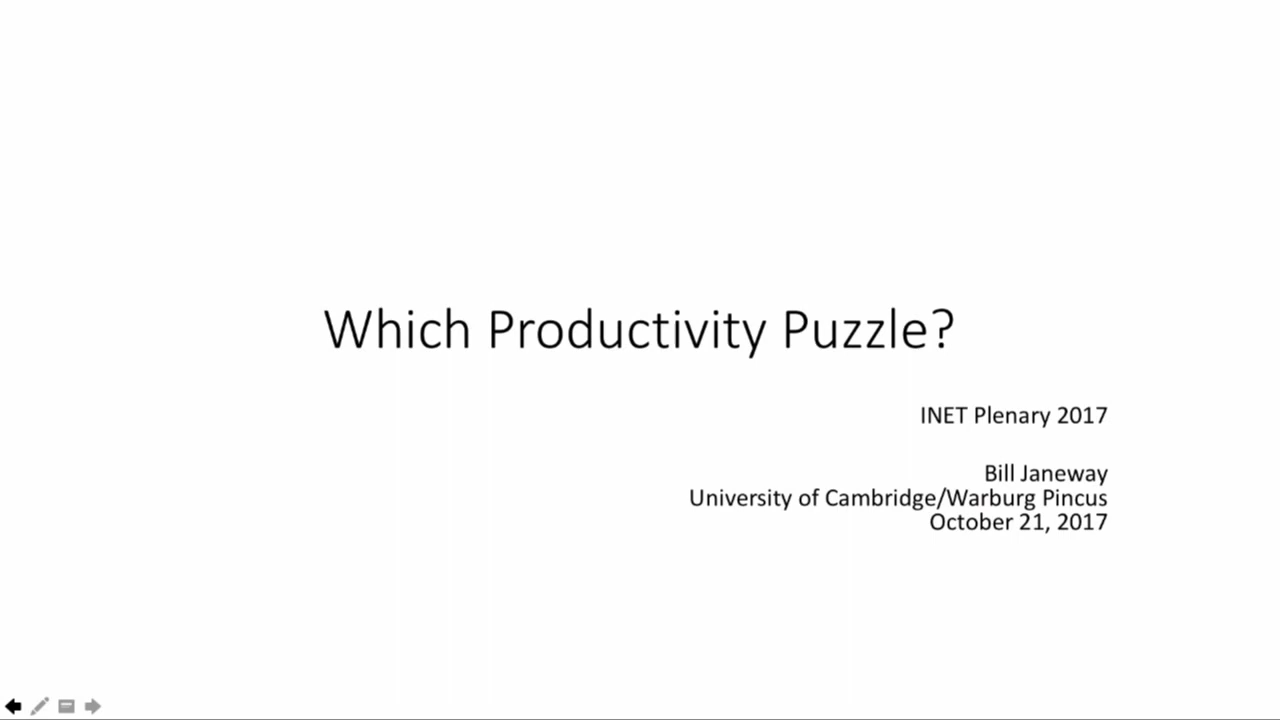 Which Productivity Puzzle?
INET Plenary 2017
Bill Janeway
University of Cambridge/Warburg Pincus
October 21, 2017